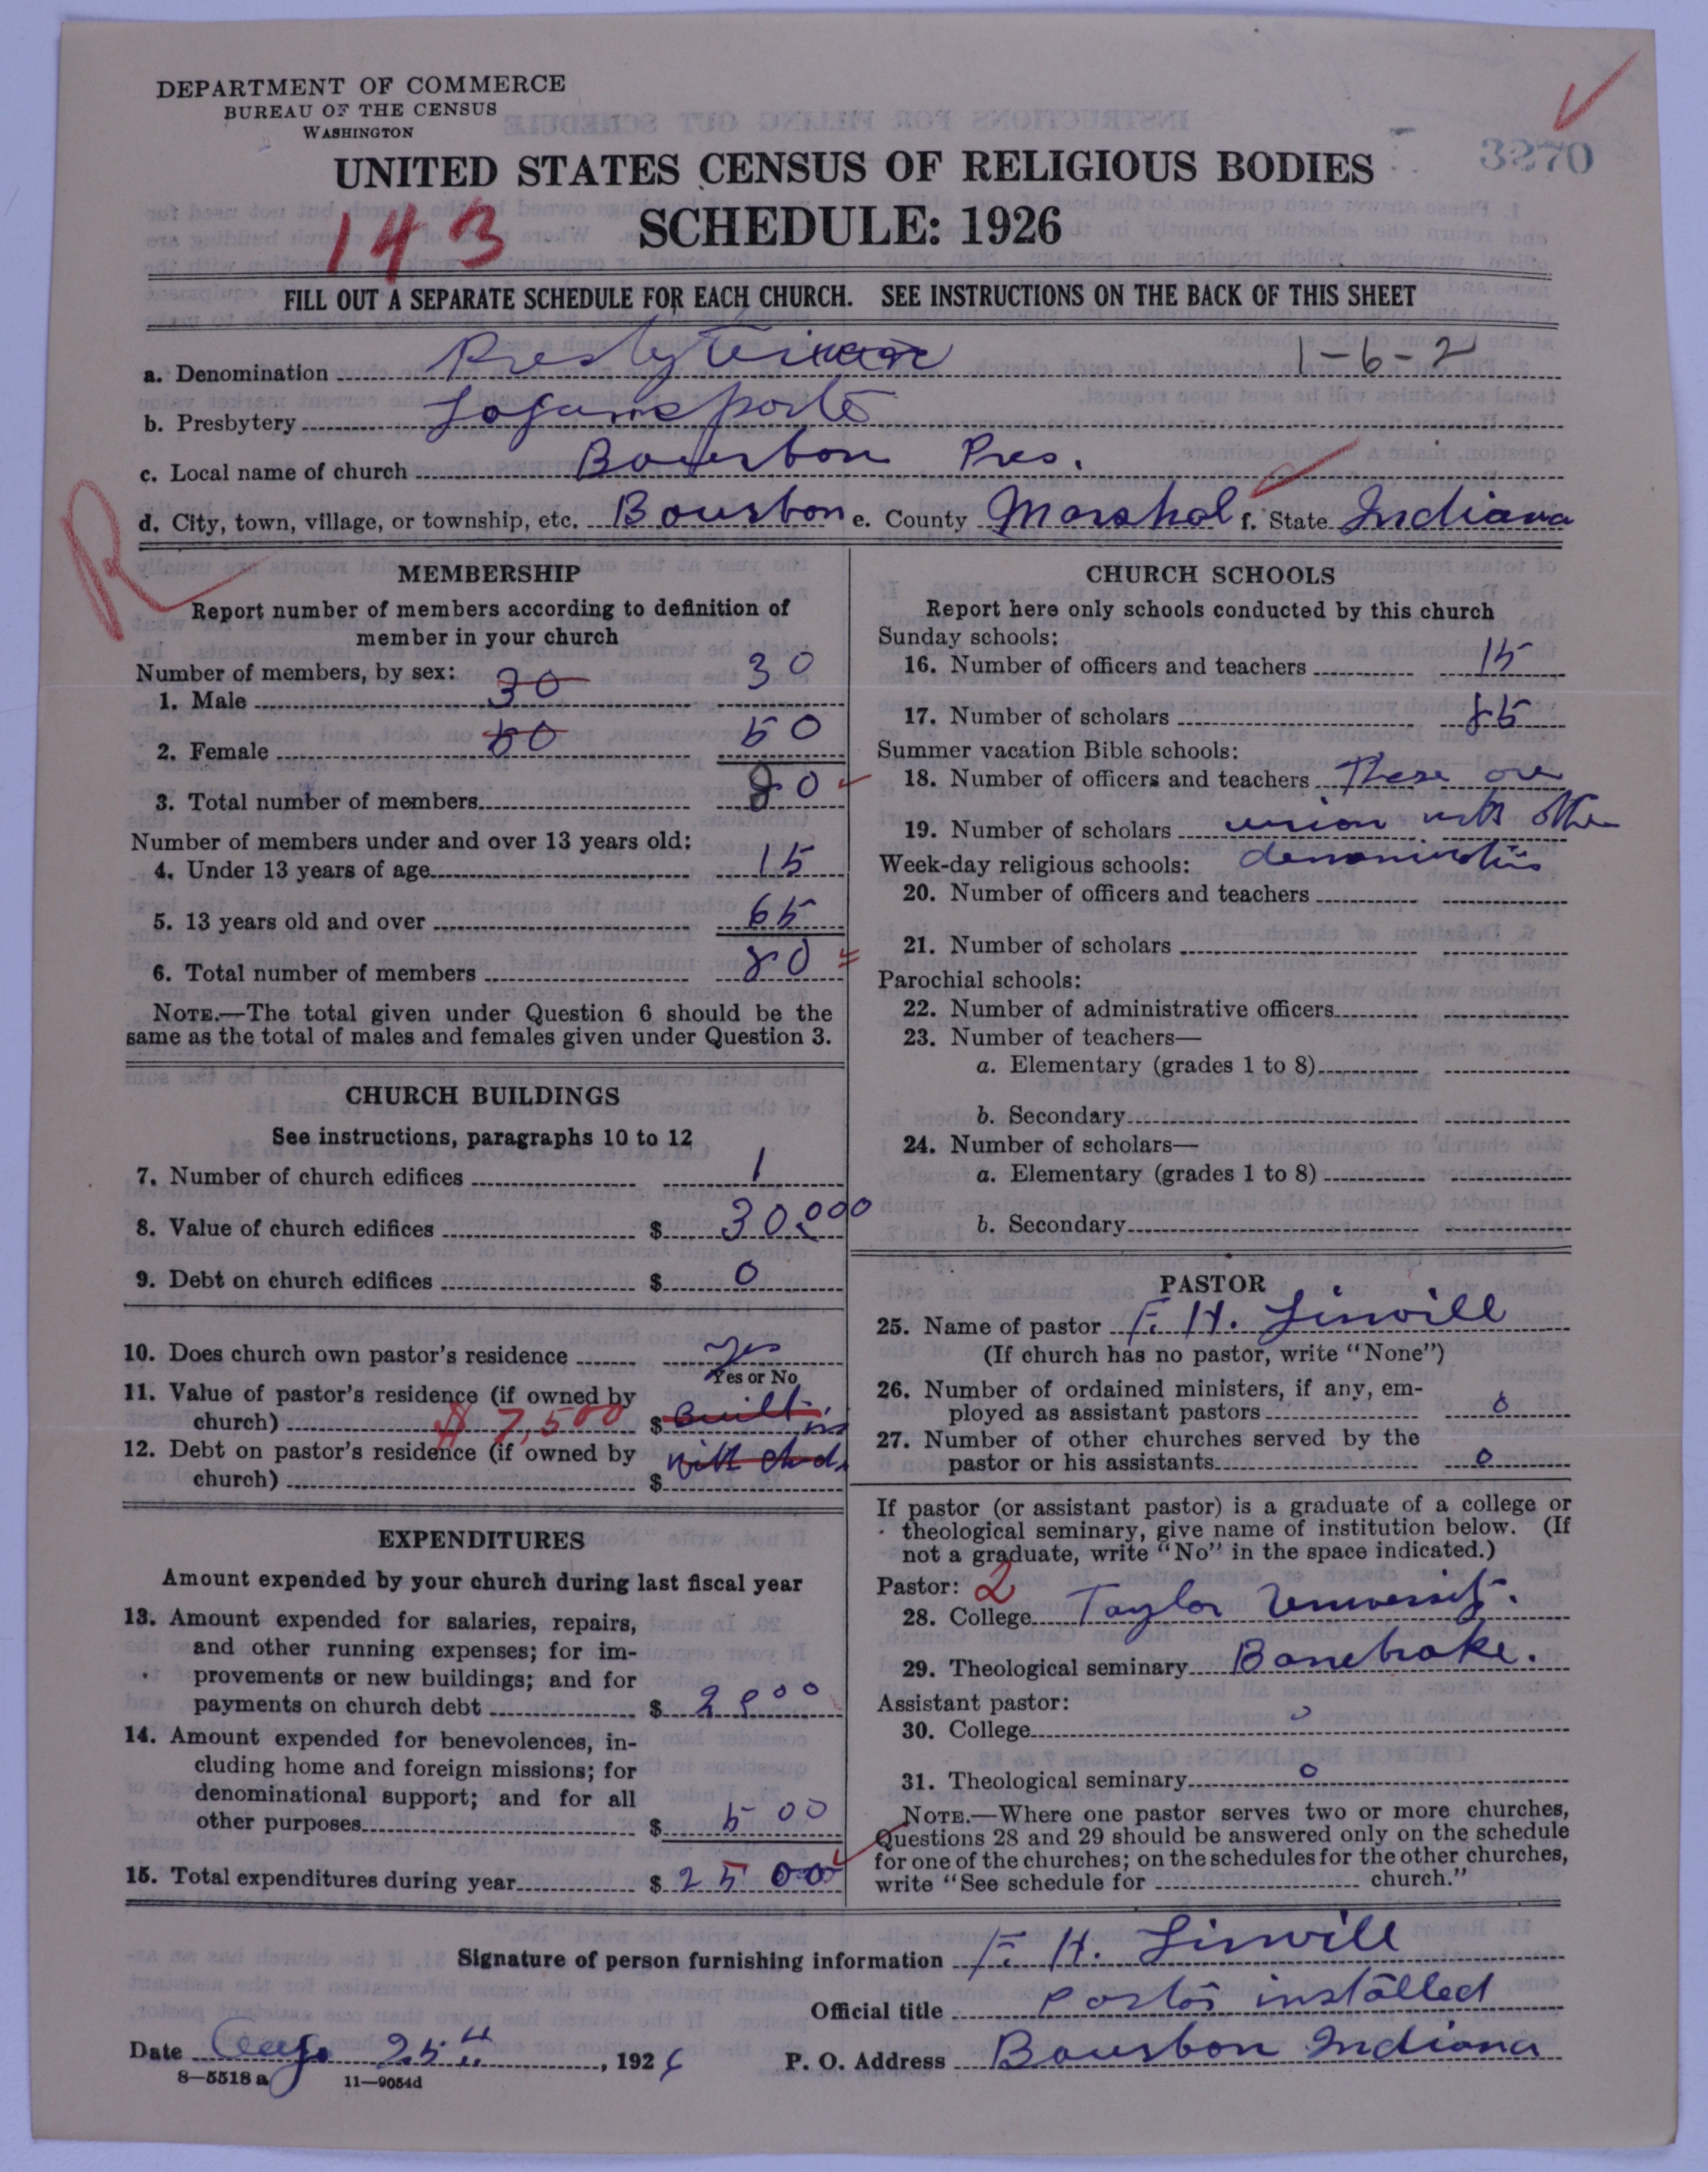 DEPARTMENT OF COMMERCE
BUREAU OF THE CENSUS
WASHINGTON
3270
UNITED STATES CENSUS OF RELIGIOUS BODIES
143
SCHEDULE: 1926
FILL OUT A SEPARATE SCHEDULE FOR EACH CHURCH. SEE INSTRUCTIONS ON THE BACK OF THIS SHEET
a. Denomination Presbyterian 1-6-2
b. Presbytery Logansport
c. Local name of church Bourbon Pres.
d. City, town, village, or township, etc. Bourbon e. County Marshal f. State Indiana
R
MEMBERSHIP
Report number of members according to definition of
member in your church
Number of members, by sex:
1. Male 30 30
2. Female 50 50
3. Total number of members 80
Number of members under and over 13 years old:
4. Under 13 years of age 15
5. 13 years old and over 65
6. Total number of members 80
NOTE.—The total given under Question 6 should be the
same as the total of males and females given under Question 3.
CHURCH BUILDINGS
See instructions, paragraphs 10 to 12
7. Number of church edifices 1
8. Value of church edifices $ 30,000
9. Debt on church edifices $ 0
10. Does church own pastor's residence Yes
Yes or No
11. Value of pastor's residence (if owned by
church) $7,500 $ Built in
12. Debt on pastor's residence (if owned by
church) $ with chd.
EXPENDITURES
Amount expended by your church during last fiscal year
13. Amount expended for salaries, repairs,
and other running expenses; for im-
provements or new buildings; and for
payments on church debt $ 2000
14. Amount expended for benevolences, in-
cluding home and foreign missions; for
denominational support; and for all
other purposes $ 500
15. Total expenditures during year $ 2500
CHURCH SCHOOLS
Report here only schools conducted by this church
Sunday schools:
16. Number of officers and teachers 15
17. Number of scholars 85
Summer vacation Bible schools:
18. Number of officers and teachers These are
19. Number of scholars union with other
Week-day religious schools: denominations
20. Number of officers and teachers
21. Number of scholars
Parochial schools:
22. Number of administrative officers
23. Number of teachers—
a. Elementary (grades 1 to 8)
b. Secondary
24. Number of scholars—
a. Elementary (grades 1 to 8)
b. Secondary
PASTOR
25. Name of pastor F. H. Linvill
(If church has no pastor, write "None")
26. Number of ordained ministers, if any, em-
ployed as assistant pastors 0
27. Number of other churches served by the
pastor or his assistants 0
If pastor (or assistant pastor) is a graduate of a college or
theological seminary, give name of institution below. (If
not a graduate, write "No" in the space indicated.)
Pastor: 2
28. College Taylor University.
29. Theological seminary Bonebrake.
Assistant pastor:
30. College 0
31. Theological seminary 0
NOTE.—Where one pastor serves two or more churches,
Questions 28 and 29 should be answered only on the schedule
for one of the churches; on the schedules for the other churches,
write "See schedule for church."
Signature of person furnishing information F. H. Linvill
Official title Pastor installed
Date Aug. 25th, 1926 P. O. Address Bourbon Indiana
8—5518 a 11—9054d